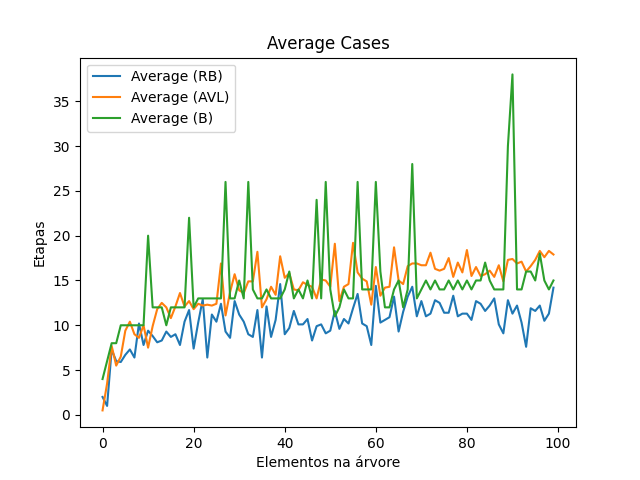 Average Cases
Average (RB)
Average (AVL)
Average (B)
Etapas
35
30
25
20
15
10
5
0
0 20 40 60 80 100
Elementos na árvore